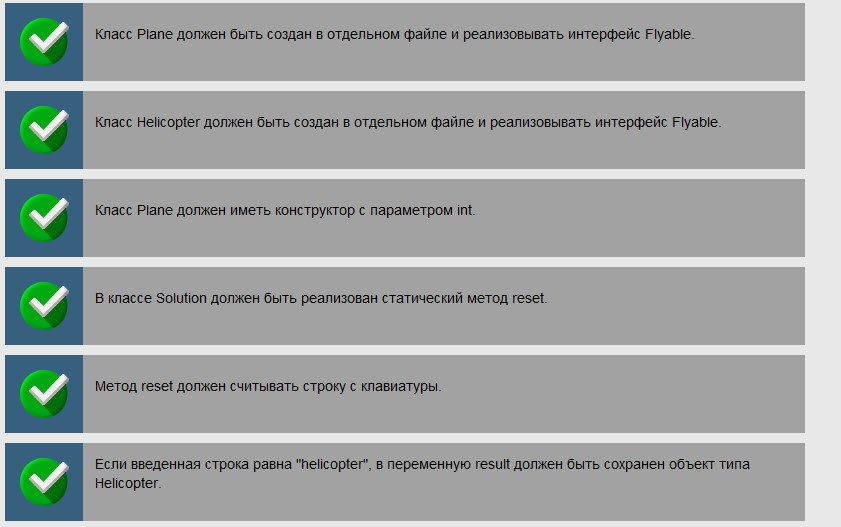 Класс Plane должен быть создан в отдельном файле и реализовывать интерфейс Flyable.
Класс Helicopter должен быть создан в отдельном файле и реализовывать интерфейс Flyable.
Класс Plane должен иметь конструктор с параметром int.
В классе Solution должен быть реализован статический метод reset.
Метод reset должен считывать строку с клавиатуры.
Если введенная строка равна "helicopter", в переменную result должен быть сохранен объект типа
Helicopter.